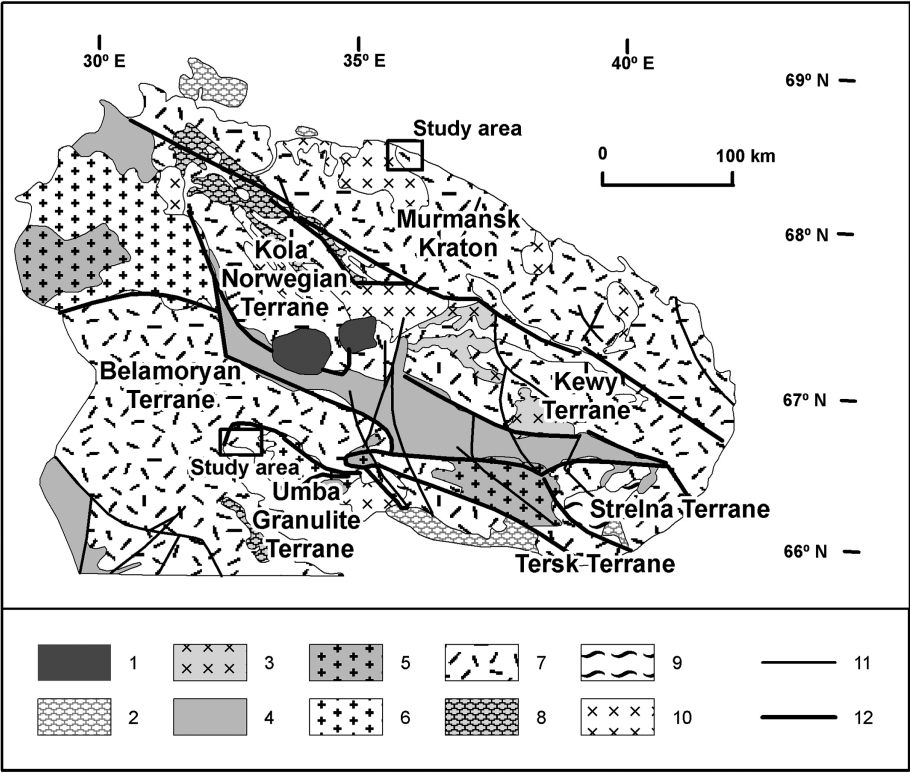 30º E
35º E
40º E
69º N
Study area
0
100 km
Murmansk
Kraton
68º N
Kola
Norwegian
Terrane
Belamoryan
Terrane
Kewy
Terrane
67º N
Study area
Umba
Granulite
Terrane
Strelna Terrane
Tersk Terrane
66º N
1
3
5
7
9
11
2
4
6
8
10
12